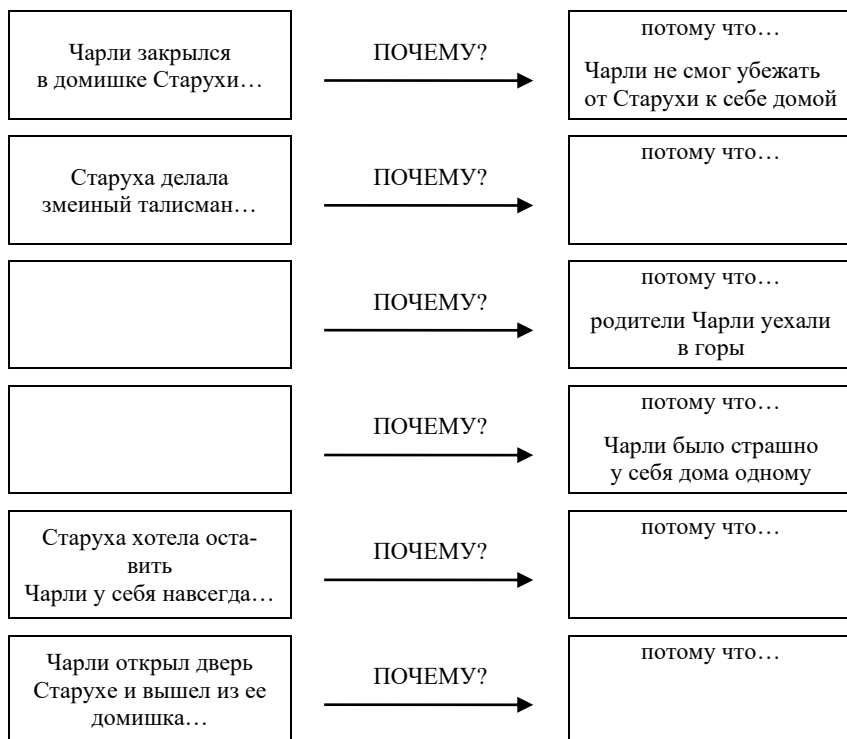 Чарли закрылся
в домишке Старухи…
ПОЧЕМУ?
потому что…
Чарли не смог убежать
от Старухи к себе домой
Старуха делала
змеиный талисман…
ПОЧЕМУ?
потому что…
ПОЧЕМУ?
потому что…
родители Чарли уехали
в горы
ПОЧЕМУ?
потому что…
Чарли было страшно
у себя дома одному
Старуха хотела оста-
вить
Чарли у себя навсегда…
ПОЧЕМУ?
потому что…
Чарли открыл дверь
Старухе и вышел из ее
домишка…
ПОЧЕМУ?
потому что…